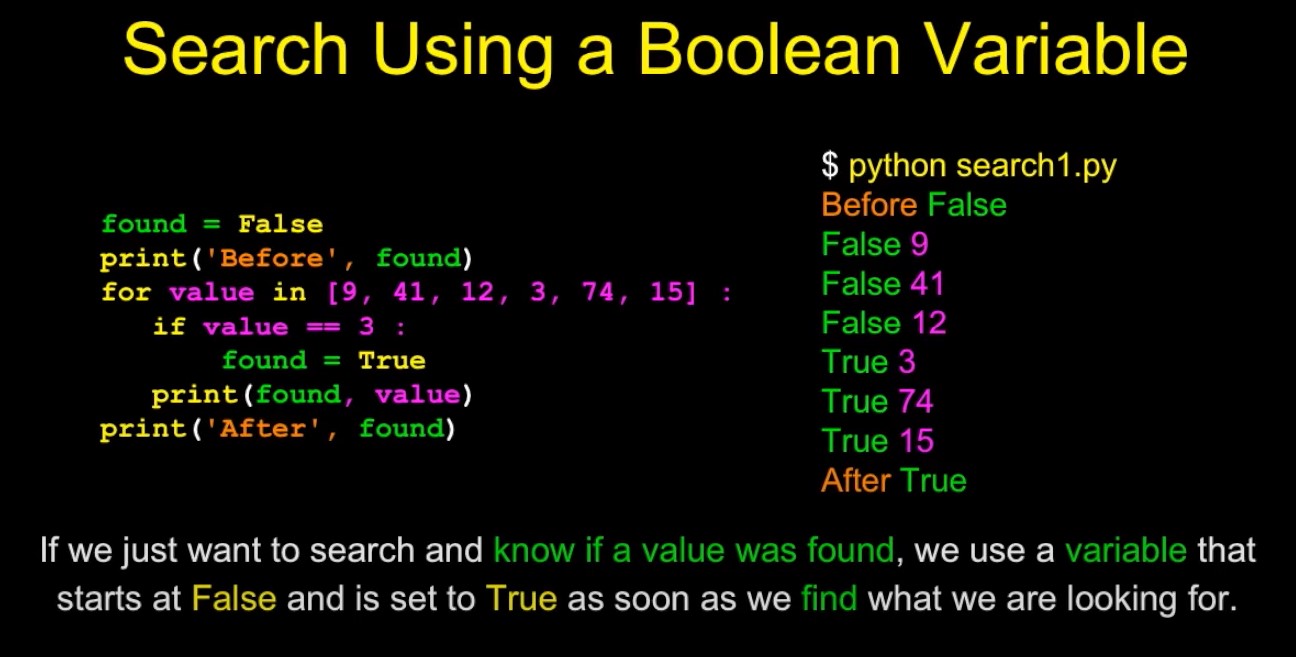 Search Using a Boolean Variable
found = False
print('Before', found)
for value in [9, 41, 12, 3, 74, 15] :
   if value == 3 :
       found = True
   print(found, value)
print('After', found)
$ python search1.py
Before False
False 9
False 41
False 12
True 3
True 74
True 15
After True
If we just want to search and know if a value was found, we use a variable that
starts at False and is set to True as soon as we find what we are looking for.